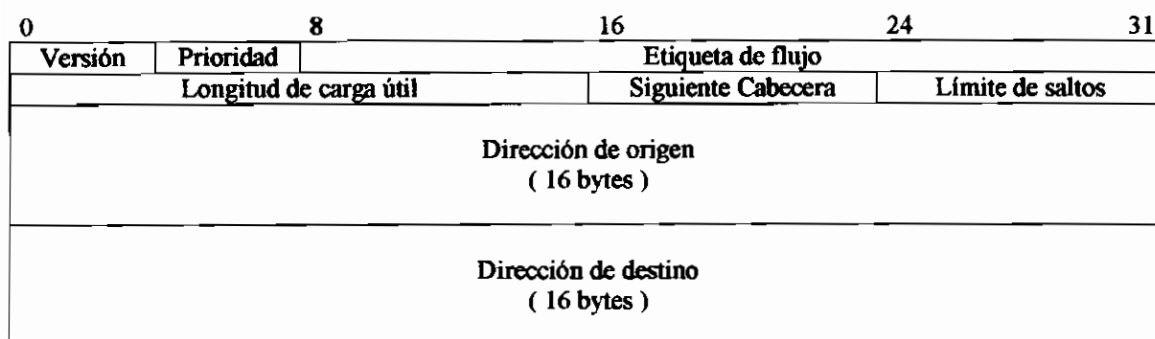 0 8 16 24 31
Versión Prioridad Etiqueta de flujo
Longitud de carga útil Siguiente Cabecera Límite de saltos
Dirección de origen
( 16 bytes )
Dirección de destino
( 16 bytes )